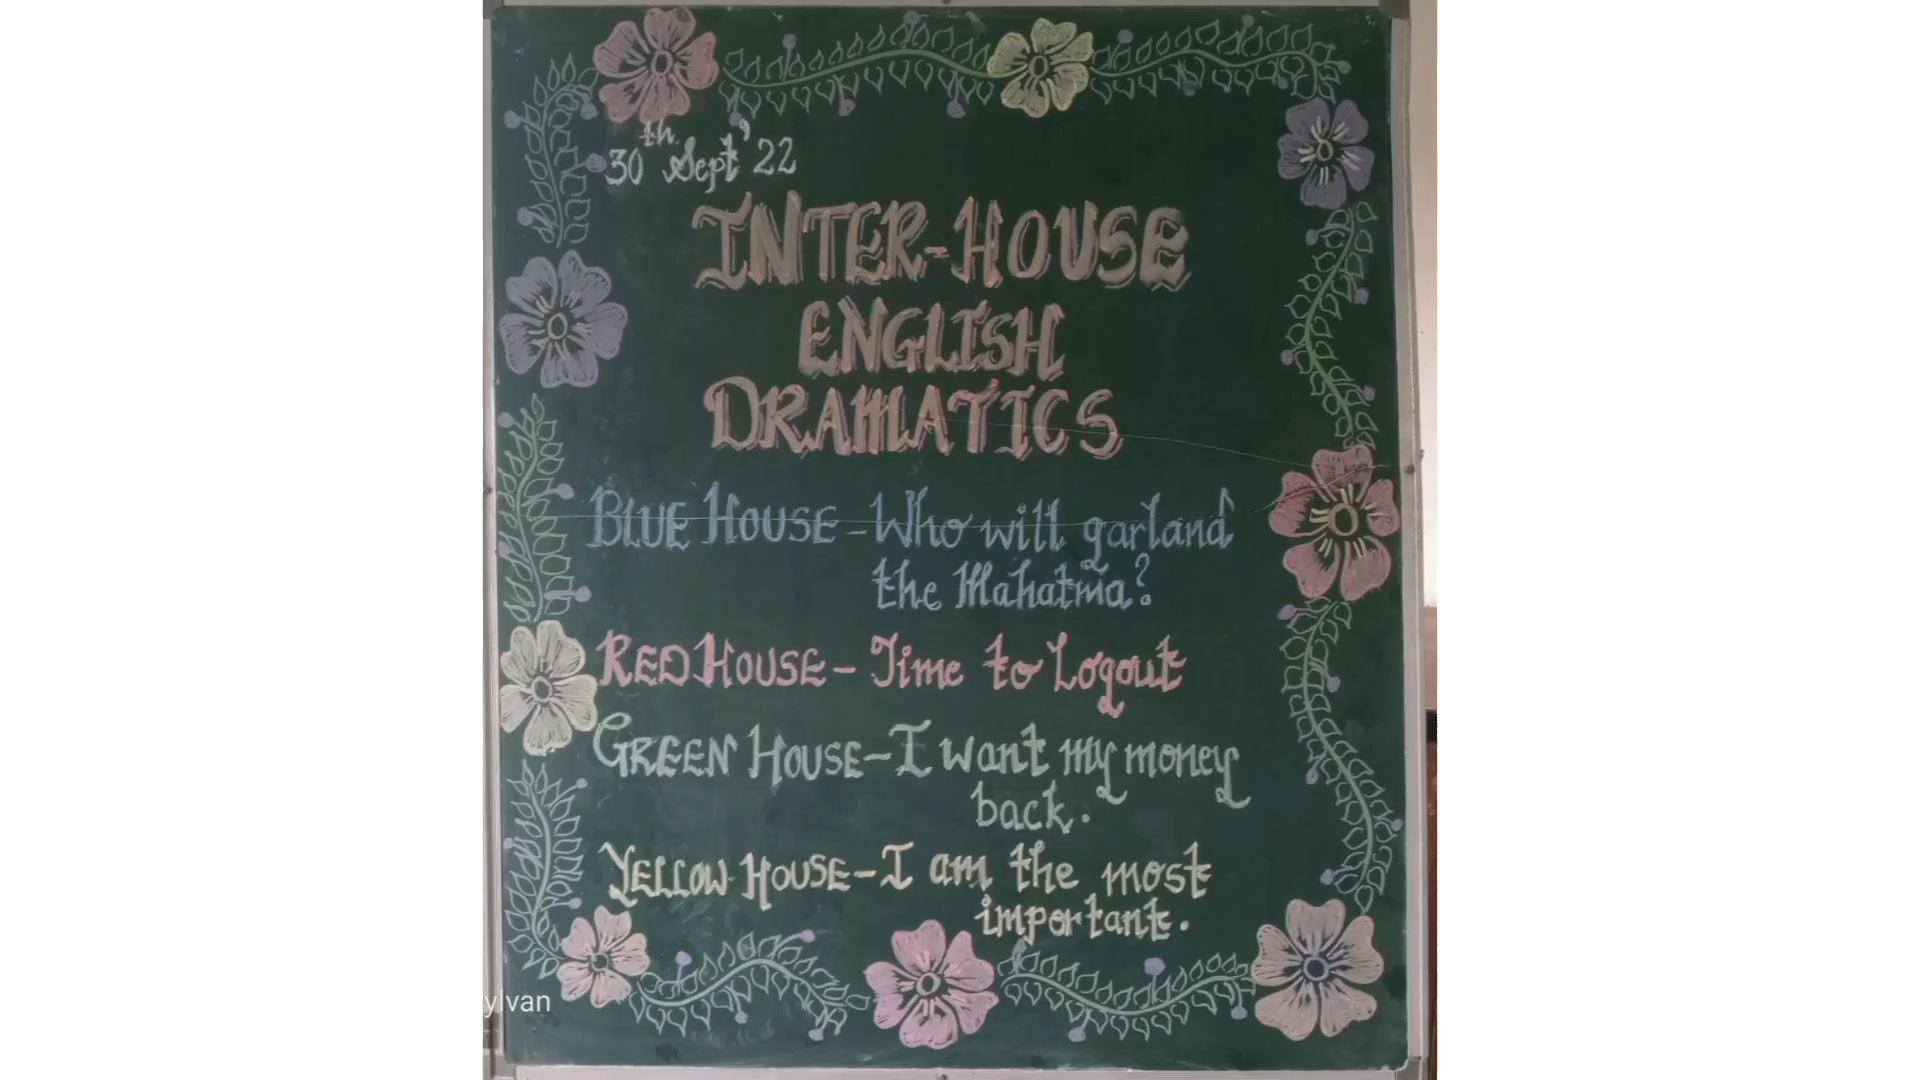 30th Sept' 22
INTER-HOUSE
ENGLISH
DRAMATICS
BLUE HOUSE - Who will garland
the Mahatma?
RED HOUSE - Time to Logout
GREEN HOUSE - I want my money
back.
YELLOW HOUSE - I am the most
important.
ylvan